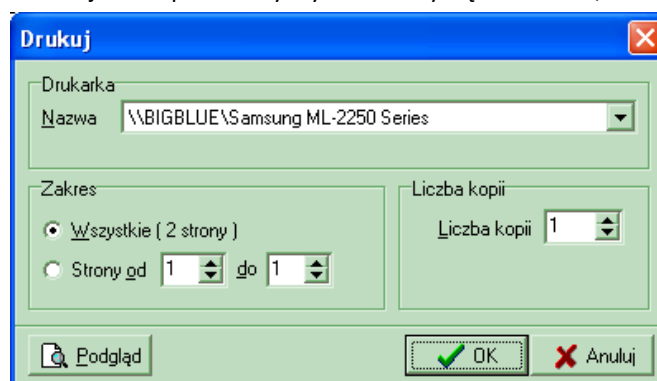 Drukuj
Drukarka
Nazwa \\BIGBLUE\Samsung ML-2250 Series
Zakres
Wszystkie ( 2 strony )
Strony od 1 do 1
Liczba kopii
Liczba kopii 1
Podgląd
OK
Anuluj